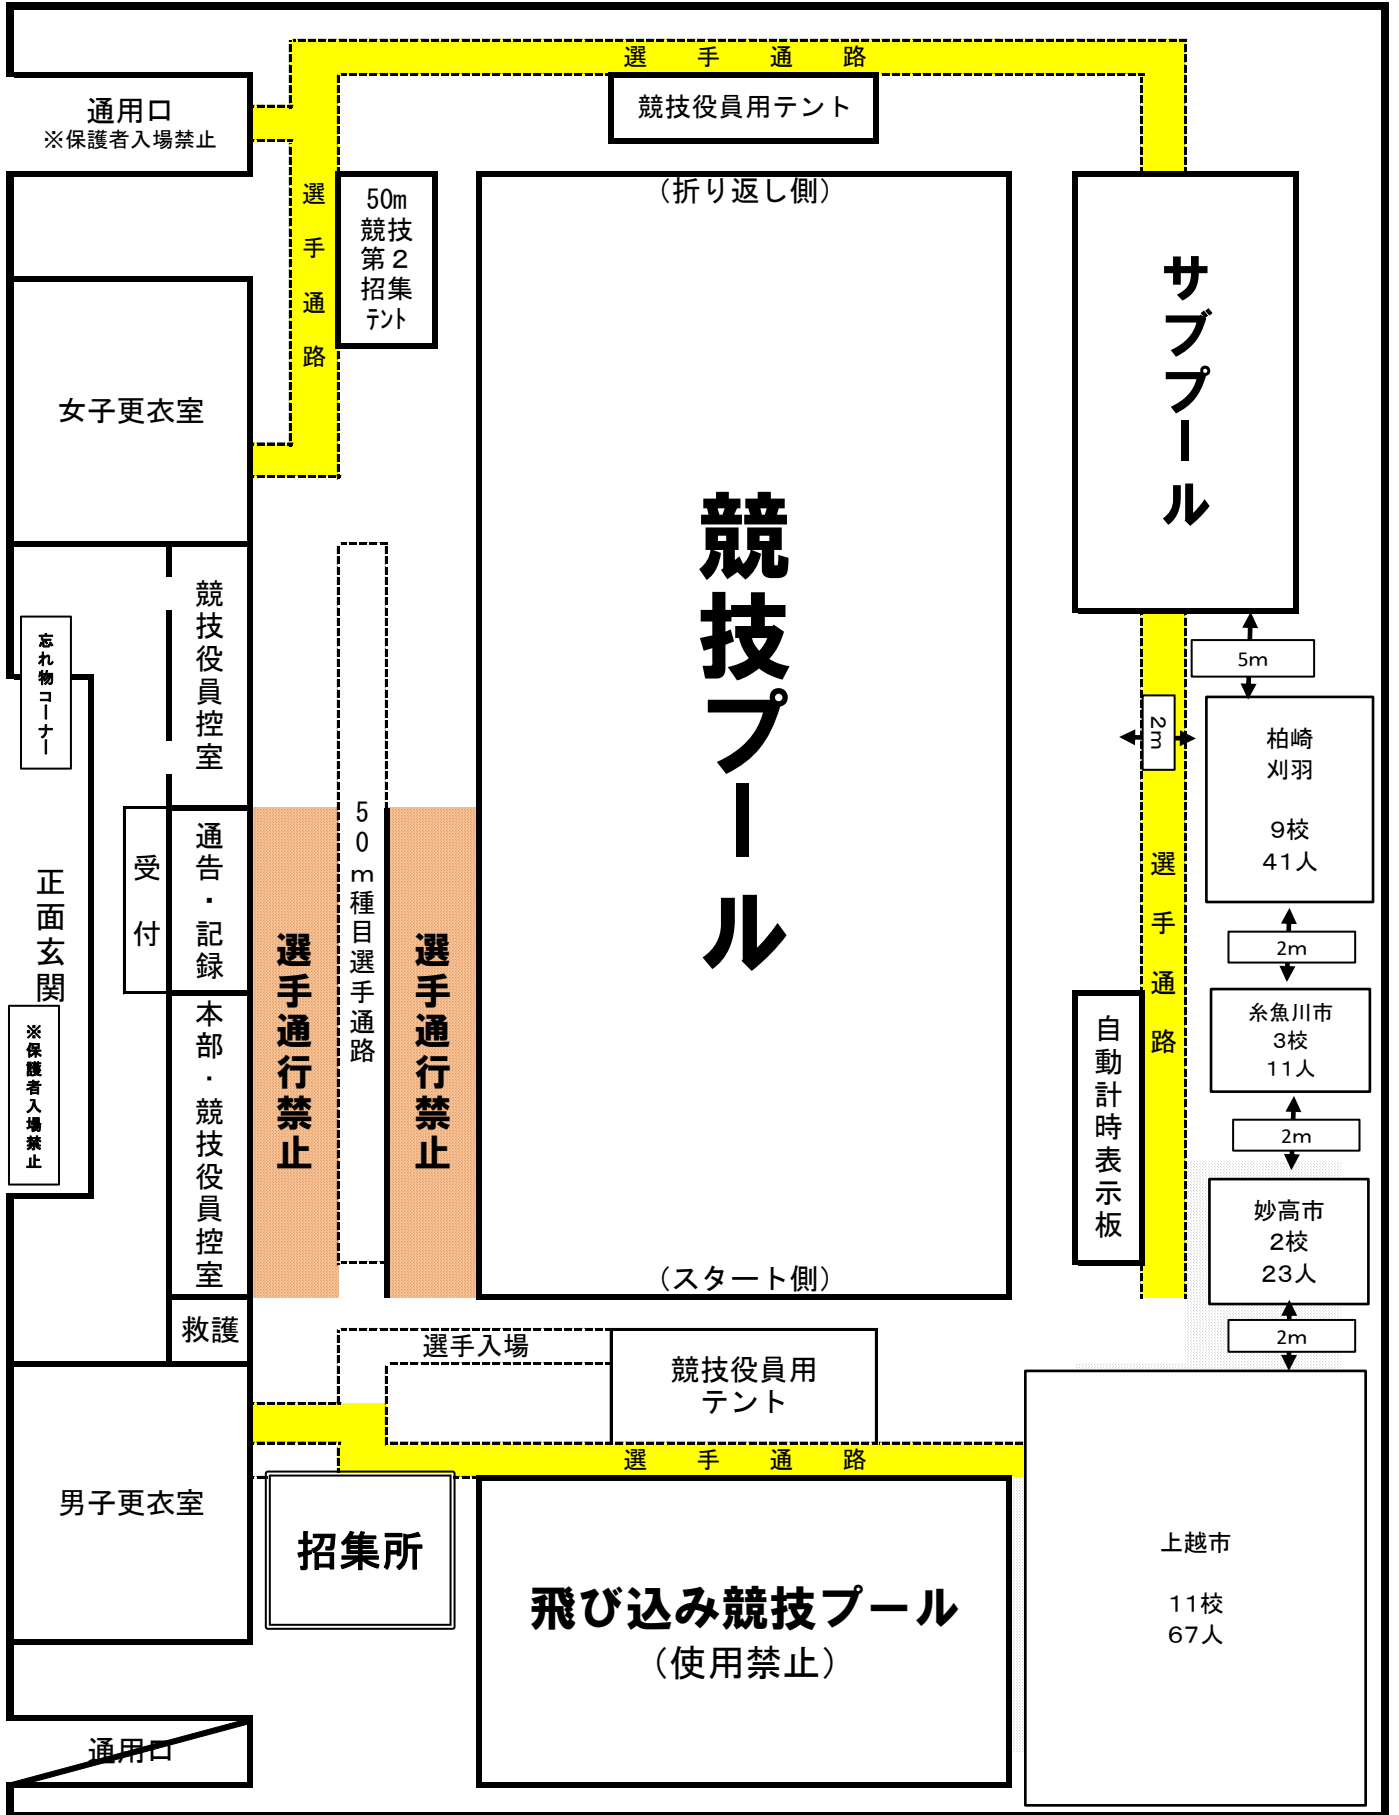 選手通路
通用口
※保護者入場禁止
競技役員用テント
選手通路
50m
競技
第２
招集
テント
（折り返し側）
サブプール
女子更衣室
競技プール
競技役員控室
忘れ物コーナー
5m
2m
柏崎
刈羽
9校
41人
選手通路
50m種目選手通路
通告・記録
受付
正面玄関
※保護者入場禁止
選手通行禁止
選手通行禁止
2m
糸魚川市
3校
11人
自動計時表示板
本部・競技役員控室
2m
妙高市
2校
23人
（スタート側）
救護
選手入場
競技役員用
テント
2m
選手通路
男子更衣室
招集所
飛び込み競技プール
（使用禁止）
上越市
11校
67人
通用口